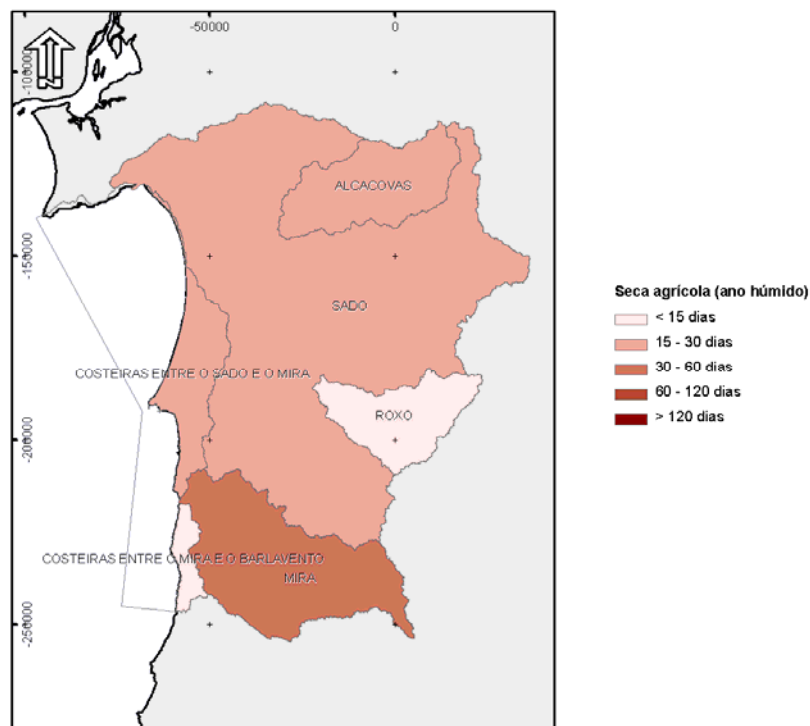 -50000
0
-100000
ALCACOVAS
-150000
SADO
COSTEIRAS ENTRE O SADO E O MIRA
ROXO
-200000
COSTEIRAS ENTRE O MIRA E O BARLAVENTO
MIRA
-250000
N
Seca agrícola (ano húmido)
< 15 dias
15 - 30 dias
30 - 60 dias
60 - 120 dias
> 120 dias